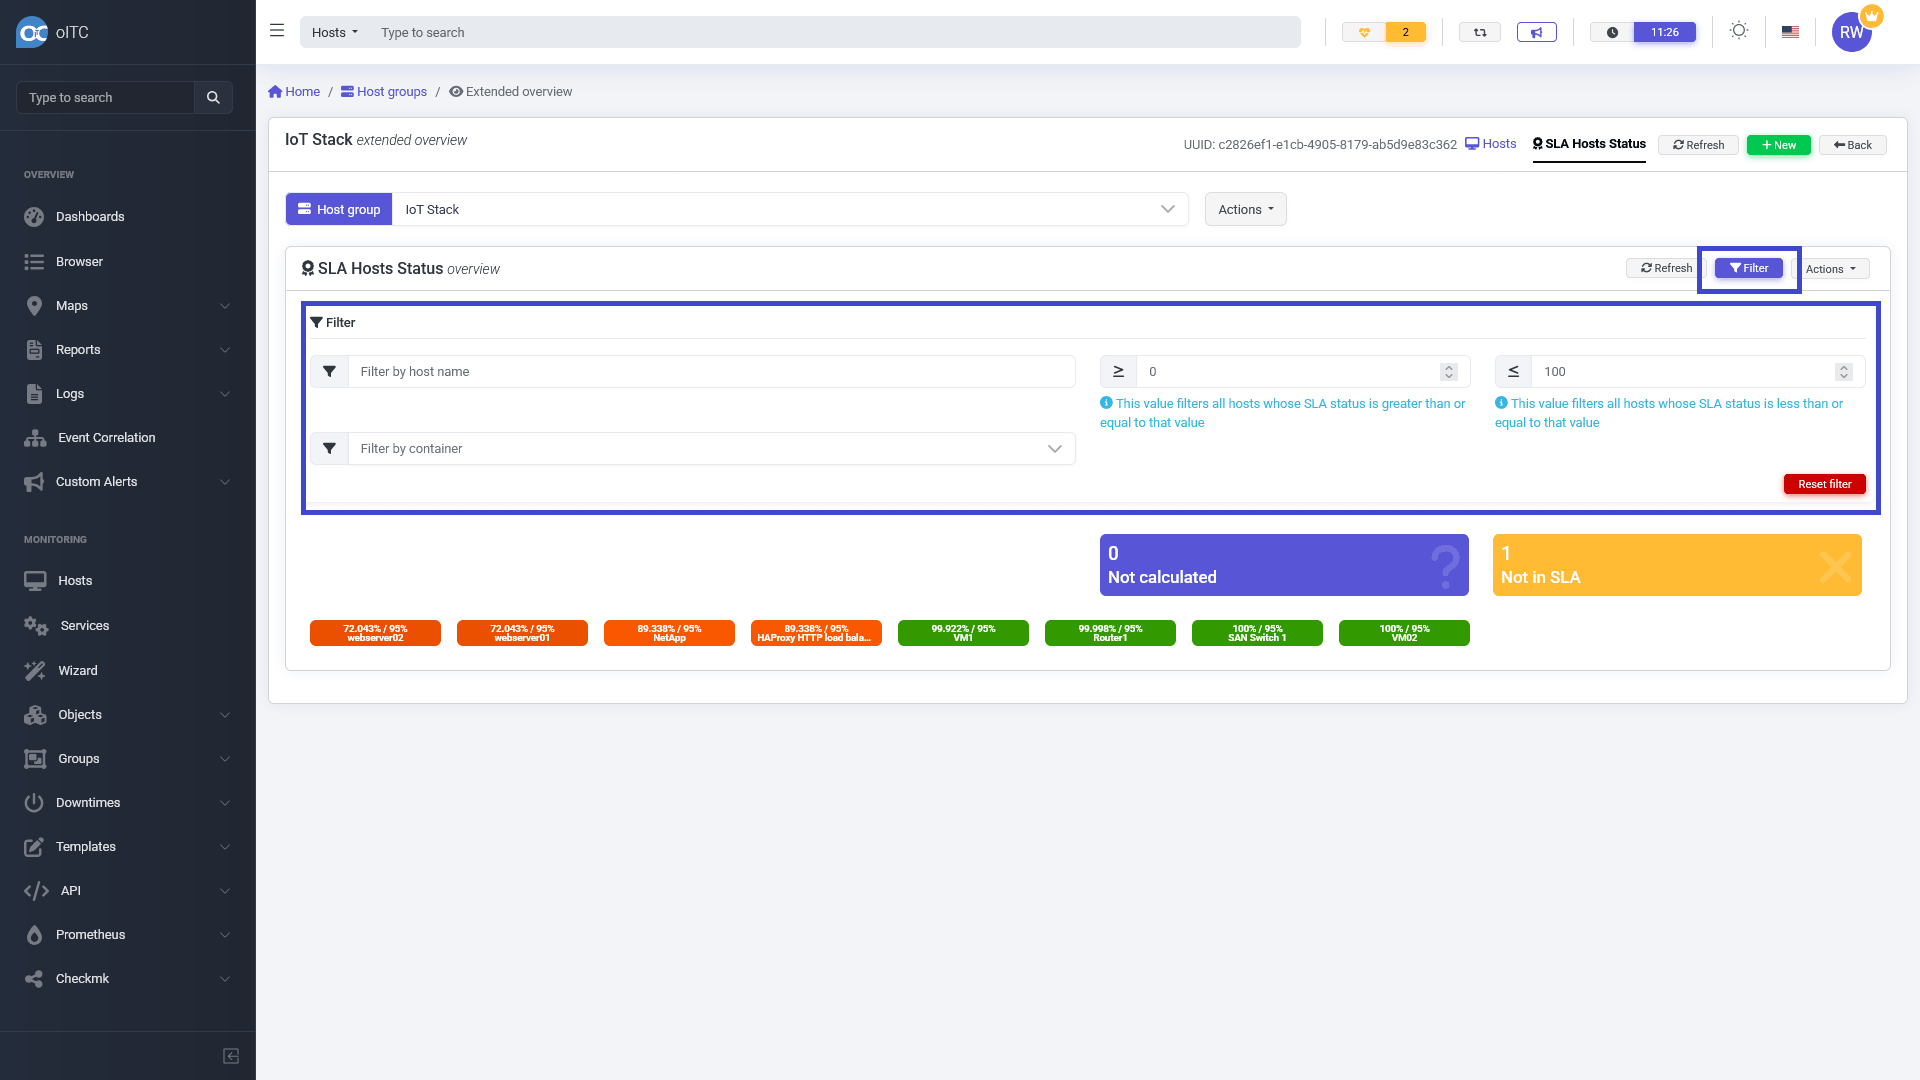 oITC
Hosts Type to search
2
11:26
RW
Type to search
Home / Host groups / Extended overview
IoT Stack extended overview
UUID: c2826ef1-e1cb-4905-8179-ab5d9e83c362 Hosts SLA Hosts Status Refresh New Back
OVERVIEW
Dashboards
Browser
Maps
Reports
Logs
Event Correlation
Custom Alerts
MONITORING
Hosts
Services
Wizard
Objects
Groups
Downtimes
Templates
API
Prometheus
Checkmk
Host group IoT Stack Actions
SLA Hosts Status overview Refresh Filter Actions
Filter
Filter by host name
≥ 0
≤ 100
This value filters all hosts whose SLA status is greater than or
equal to that value
This value filters all hosts whose SLA status is less than or
equal to that value
Filter by container
Reset filter
0
Not calculated
?
1
Not in SLA
72.043% / 95%
webserver02
72.043% / 95%
webserver01
89.338% / 95%
NetApp
89.338% / 95%
HAProxy HTTP load bala...
99.922% / 95%
VM1
99.998% / 95%
Router1
100% / 95%
SAN Switch 1
100% / 95%
VM02